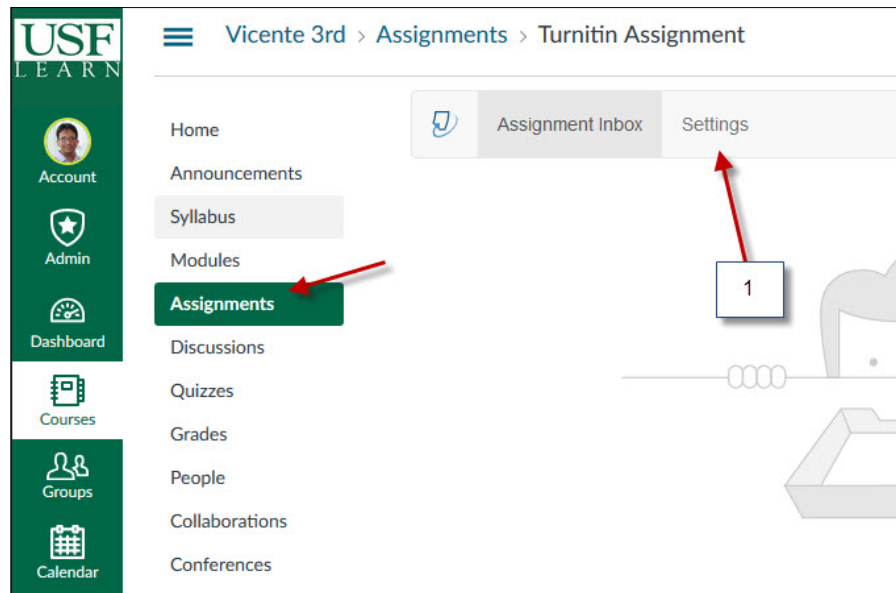 USF
LEARN
Vicente 3rd > Assignments > Turnitin Assignment
Account
Admin
Dashboard
Courses
Groups
Calendar
Home
Announcements
Syllabus
Modules
Assignments
Discussions
Quizzes
Grades
People
Collaborations
Conferences
Assignment Inbox
Settings
1